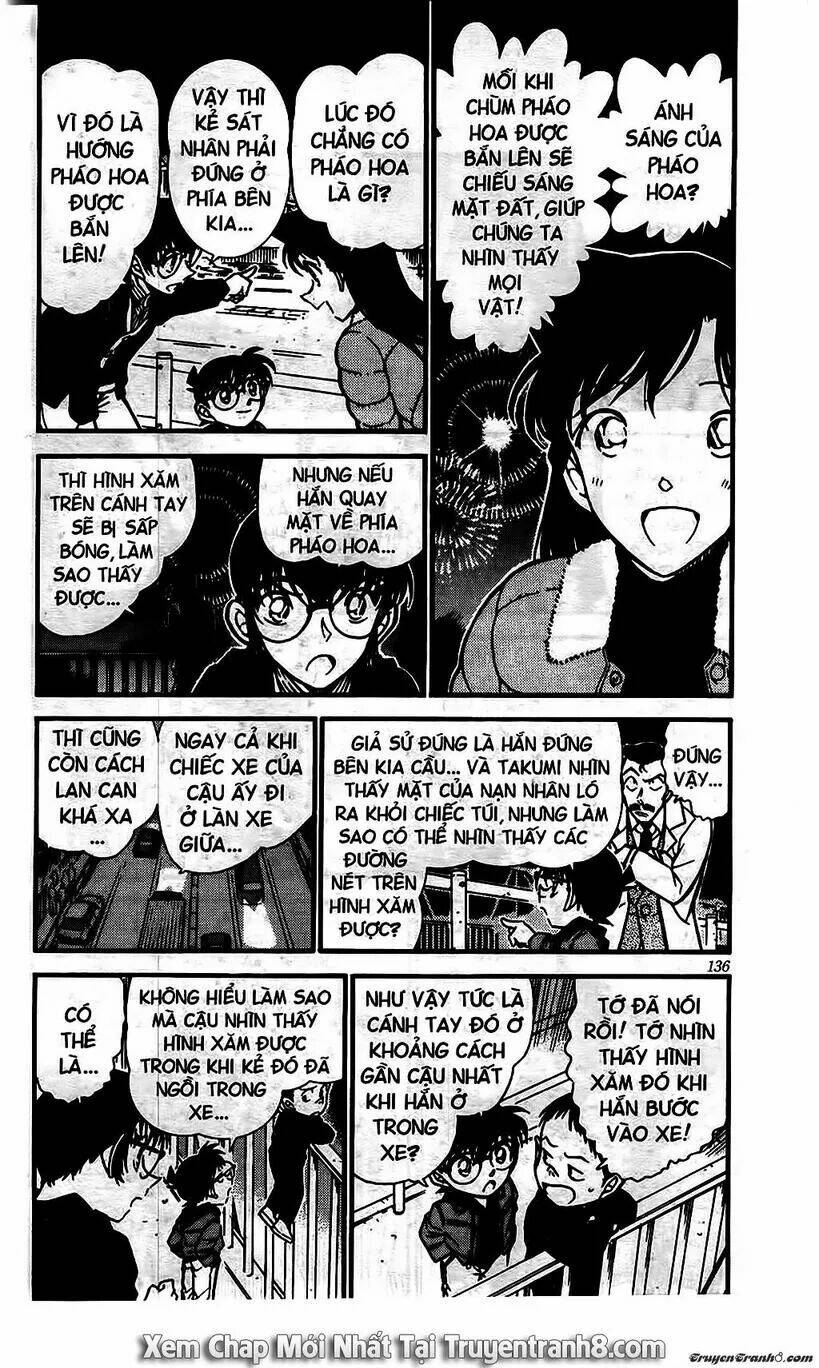 ÁNH
SÁNG CỦA
PHÁO
HOA?
MỖI KHI
CHÙM PHÁO
HOA ĐƯỢC
BẮN LÊN SẼ
CHIẾU SÁNG
MẶT ĐẤT, GIÚP
CHÚNG TA
NHÌN THẤY
MỌI
VẬT!
LÚC ĐÓ
CHẲNG CÓ
PHÁO HOA
LÀ GÌ?
VẬY THÌ
KẺ SÁT
NHÂN PHẢI
ĐỨNG Ở
PHÍA BÊN
KIA...
VÌ ĐÓ LÀ
HƯỚNG
PHÁO HOA
ĐƯỢC
BẮN
LÊN!
NHƯNG NẾU
HẮN QUAY
MẶT VỀ PHÍA
PHÁO HOA...
THÌ HÌNH XĂM
TRÊN CÁNH TAY
SẼ BỊ SẤP
BÓNG, LÀM
SAO THẤY
ĐƯỢC...
ĐÚNG
VẬY...
GIẢ SỬ ĐÚNG LÀ HẮN ĐỨNG
BÊN KIA CẦU... VÀ TAKUMI NHÌN
THẤY MẶT CỦA NẠN NHÂN LÓ
RA KHỎI CHIẾC TÚI, NHƯNG LÀM
SAO CÓ THỂ NHÌN THẤY CÁC
ĐƯỜNG
NÉT TRÊN
HÌNH XĂM
ĐƯỢC?
NGAY CẢ KHI
CHIẾC XE CỦA
CẬU ẤY ĐI
Ở LÀN XE
GIỮA...
THÌ CŨNG
CÒN CÁCH
LAN CAN
KHÁ XA
...
136
TỚ ĐÃ NÓI
RỒI! TỚ NHÌN
THẤY HÌNH
XĂM ĐÓ KHI
HẮN BƯỚC
VÀO XE!
NHƯ VẬY TỨC LÀ
CÁNH TAY ĐÓ Ở
KHOẢNG CÁCH
GẦN CẬU NHẤT
KHI HẮN Ở
TRONG
XE?
KHÔNG HIỂU LÀM SAO
MÀ CẬU NHÌN THẤY
HÌNH XĂM ĐƯỢC
TRONG KHI KẺ ĐÓ ĐÃ
NGỒI TRONG
XE...
CÓ
THỂ
LÀ...
Xem Chap Mới Nhất Tại Truyentranh8.com
TruyenTranh8.com